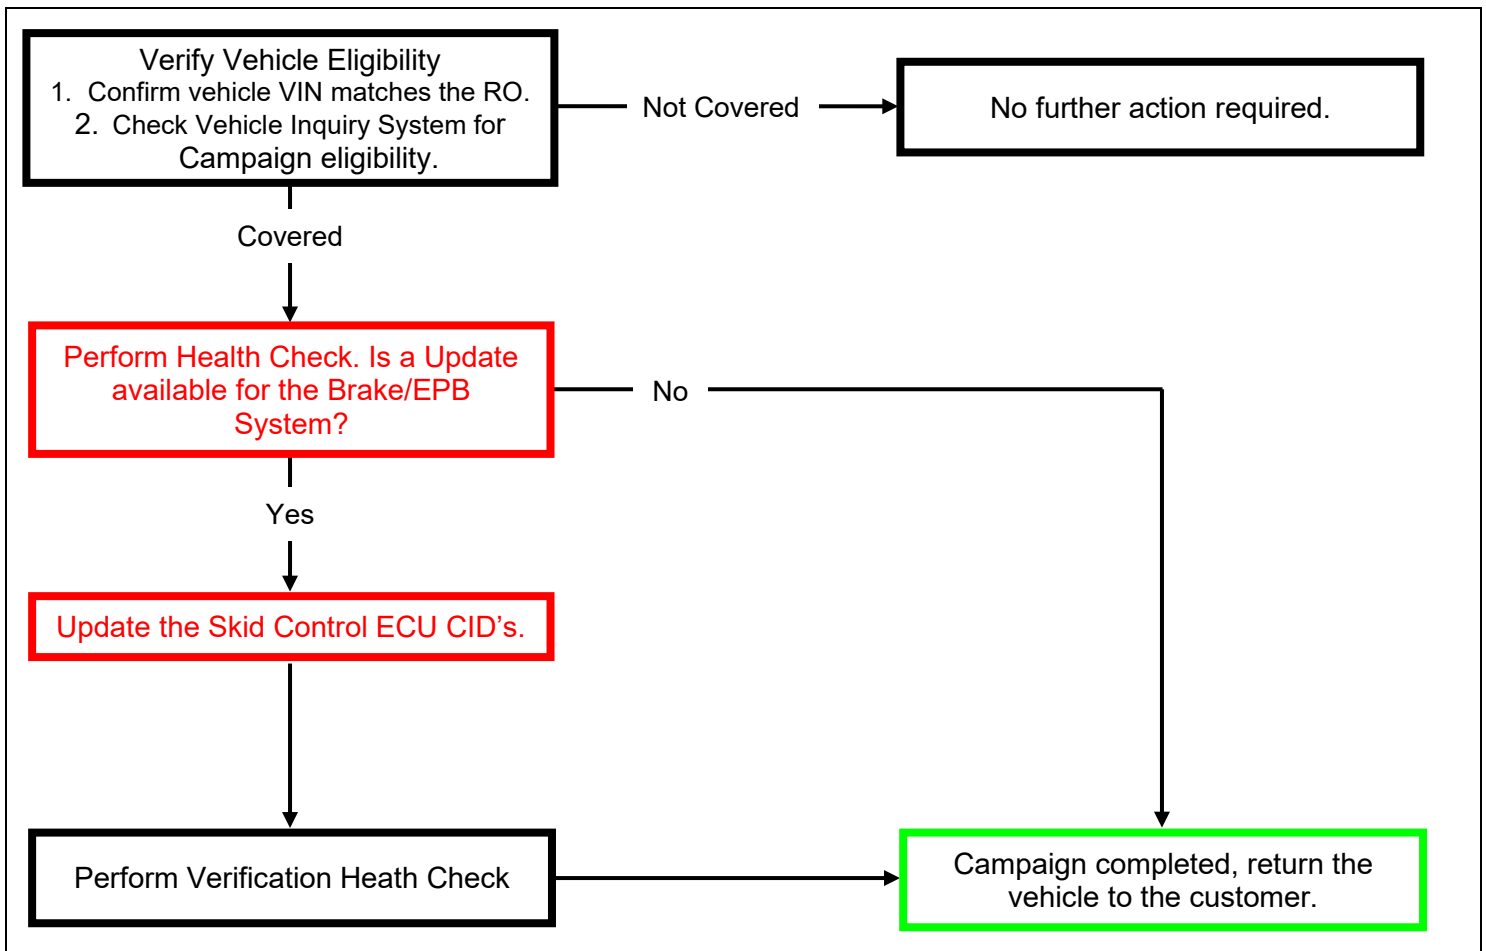 Verify Vehicle Eligibility
1. Confirm vehicle VIN matches the RO.
2. Check Vehicle Inquiry System for
Campaign eligibility.
Not Covered
No further action required.
Covered
Perform Health Check. Is a Update
available for the Brake/EPB
System?
No
Yes
Update the Skid Control ECU CID’s.
Perform Verification Heath Check
Campaign completed, return the
vehicle to the customer.